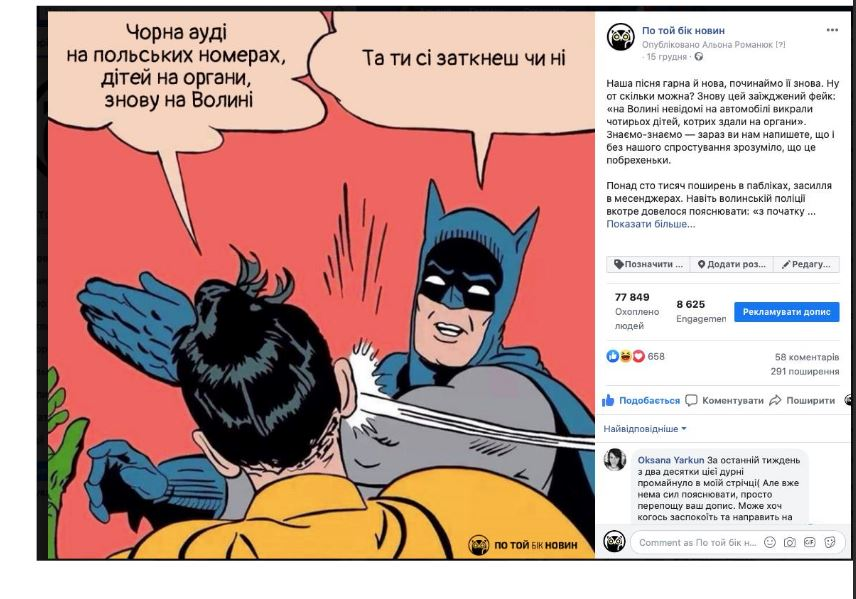 Чорна ауді
на польських номерах,
дітей на органи,
знову на Волині
Та ти сі заткнеш чи ні
ПО ТОЙ БІК НОВИН
По той бік новин
Опубліковано Альона Романюк [?]
· 15 грудня ·
Наша пісня гарна й нова, починаймо її знова. Ну
от скільки можна? Знову цей заїжджений фейк:
«на Волині невідомі на автомобілі викрали
чотирьох дітей, котрих здали на органи».
Знаємо-знаємо — зараз ви нам напишете, що і
без нашого спростування зрозуміло, що це
побрехеньки.
Понад сто тисяч поширень в пабліках, засилля
в месенджерах. Навіть волинській поліції
вкотре довелося пояснювати: «з початку ...
Показати більше...
Позначити ...
Додати роз...
Редагу...
77 849
Охоплено
людей
8 625
Engagemen
Рекламувати допис
658
58 коментарів
291 поширення
Подобається
Коментувати
Поширити
Найвідповідніше
Oksana Yarkun За останній тиждень
з два десятки цієї дурні
промайнуло в моїй стрічці( Але вже
нема сил пояснювати, просто
перепощу ваш допис. Може хоч
когось заспокоїть та направить на
Comment as По той бік н...
GIF